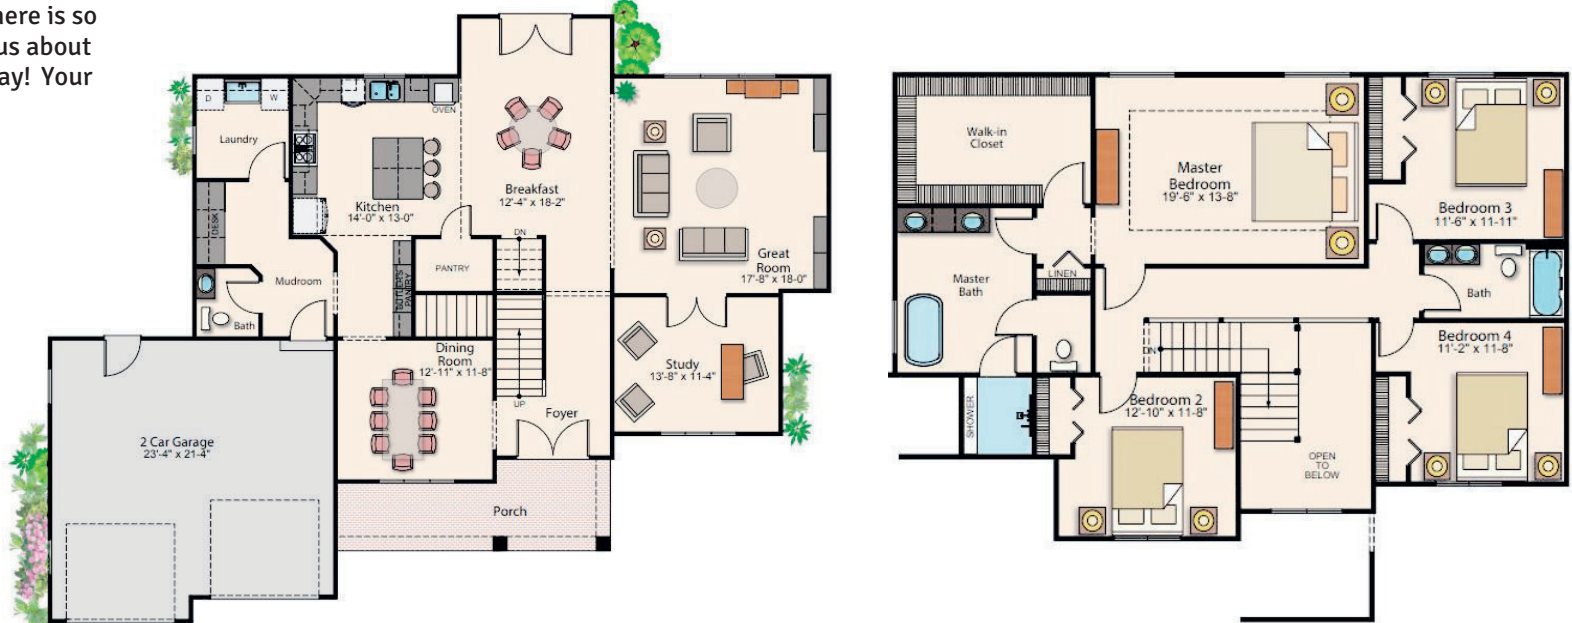 here is so
us about
ay! Your
D
W
Laundry
OVEN
DESK
Kitchen
14'-0" x 13-0"
Breakfast
12'-4" x 18-2"
DN
PANTRY
BUTLER'S
PANTRY
Mudroom
Bath
Great
Room
17'-8" x 18-0"
Dining
Room
12'-11" x 11-8"
UP
Foyer
Study
13'-8" x 11-4"
2 Car Garage
23'-4" x 21-4"
Porch
Walk-in
Closet
Master
Bedroom
19'-6" x 13-8"
Bedroom 3
11'-6" x 11-11"
LINEN
Master
Bath
Bath
DN
Bedroom 4
11'-2" x 11-8"
Bedroom 2
12'-10" x 11-8"
SHOWER
OPEN
TO
BELOW